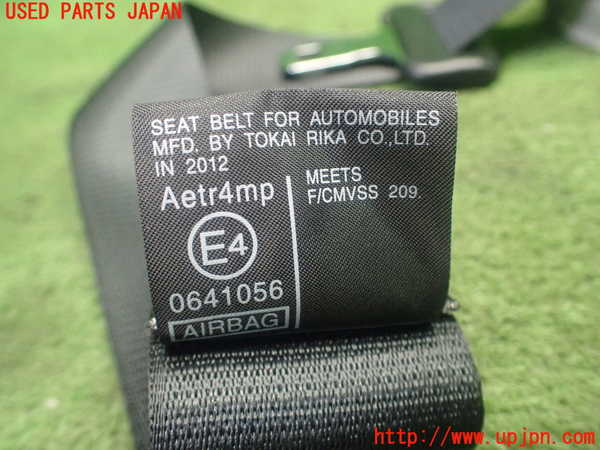 USED PARTS JAPAN
SEAT BELT FOR AUTOMOBILES
MFD. BY TOKAI RIKA CO.,LTD.
IN 2012
Aetr4mp
E4
0641056
AIRBAG
MEETS
F/CMVSS 209.
http://www.upjpn.com